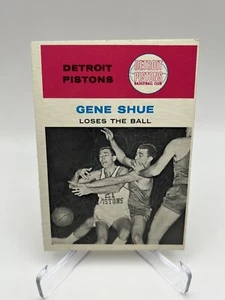 DETROIT
PISTONS
DETROIT
PISTONS
BASKETBALL CLUB
GENE SHUE
LOSES THE BALL
PISTONS